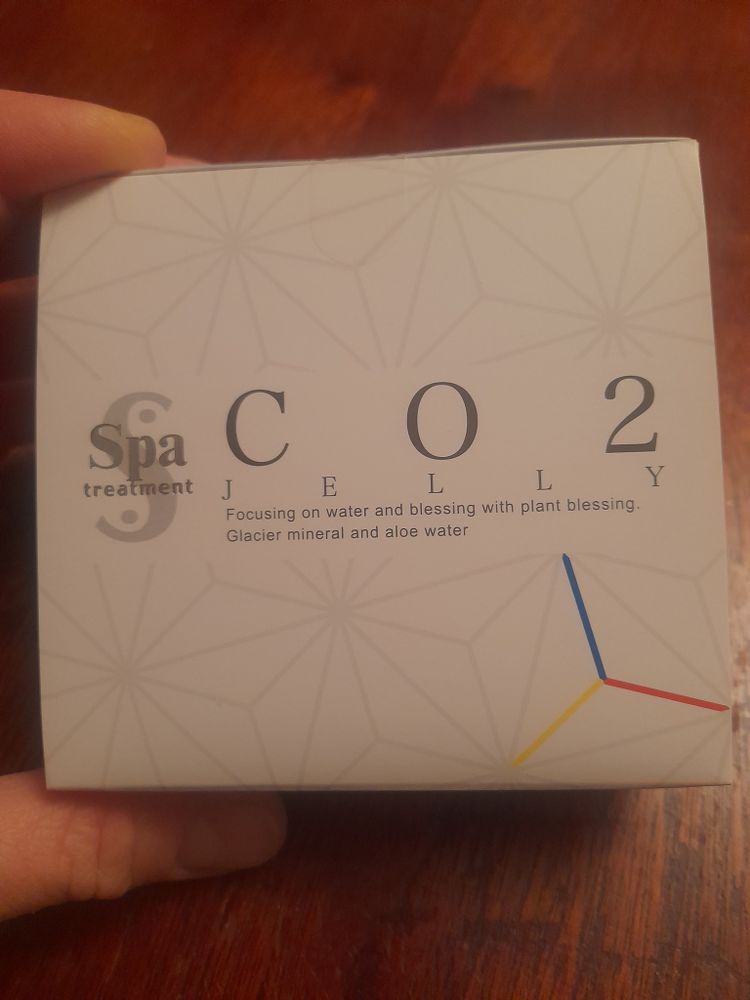 Spa
treatment
C O 2
J E L L Y
Focusing on water and blessing with plant blessing.
Glacier mineral and aloe water